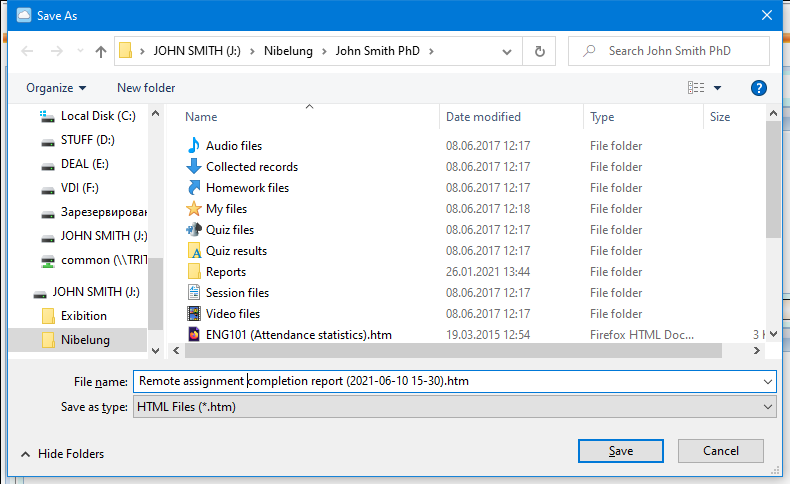 Save As
JOHN SMITH (J:) > Nibelung > John Smith PhD >
Search John Smith PhD
Organize
New folder
Local Disk (C:)
STUFF (D:)
DEAL (E:)
VDI (F:)
Зарезервирован
JOHN SMITH (J:)
common (\\TRIT
JOHN SMITH (J:)
Exibition
Nibelung
Name Date modified Type Size
Audio files 08.06.2017 12:17 File folder
Collected records 08.06.2017 12:17 File folder
Homework files 08.06.2017 12:17 File folder
My files 08.06.2017 12:18 File folder
Quiz files 08.06.2017 12:17 File folder
Quiz results 08.06.2017 12:17 File folder
Reports 26.01.2021 13:44 File folder
Session files 08.06.2017 12:17 File folder
Video files 08.06.2017 12:17 File folder
ENG101 (Attendance statistics).htm 19.03.2015 12:54 Firefox HTML Doc... 3 K
File name: Remote assignment completion report (2021-06-10 15-30).htm
Save as type: HTML Files (*.htm)
Hide Folders
Save
Cancel